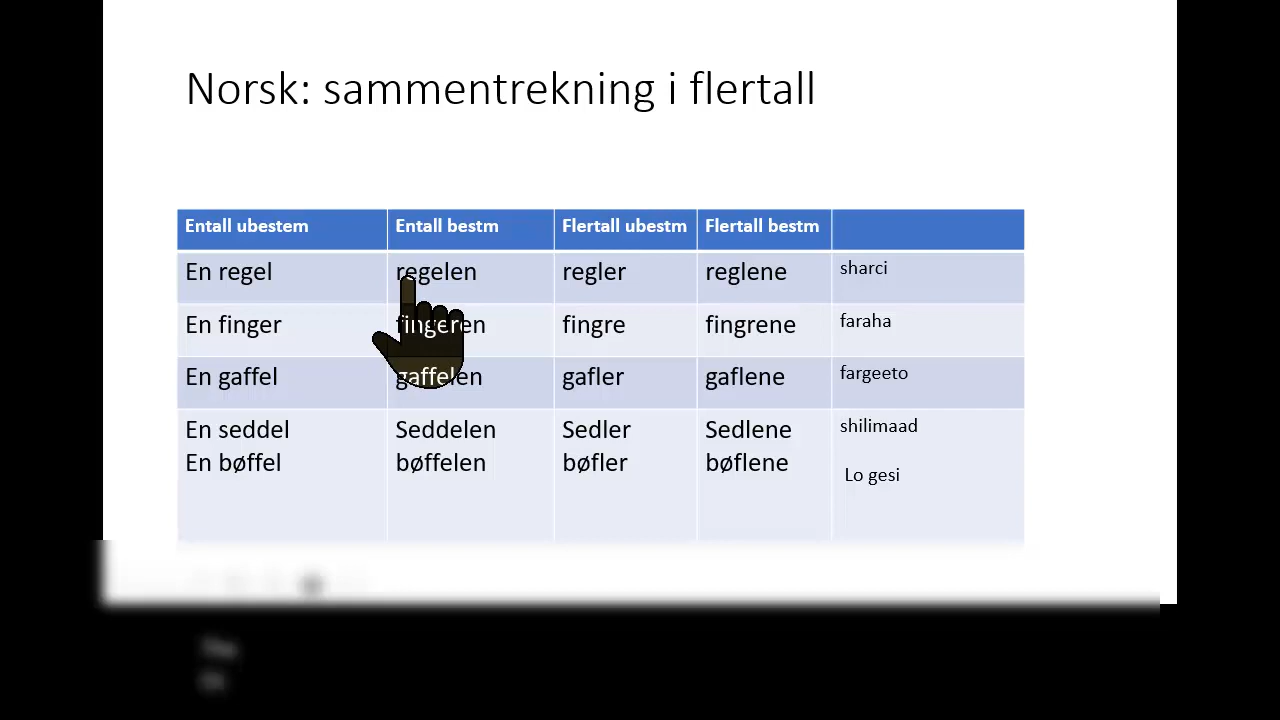 Norsk: sammentrekning i flertall
Entall ubestem Entall bestm Flertall ubestm Flertall bestm
En regel regelen regler reglene sharci
En finger fingeren fingre fingrene faraha
En gaffel gaffelen gafler gaflene fargeeto
En seddel Seddelen Sedler Sedlene shilimaad
En bøffel bøffelen bøfler bøflene Lo gesi